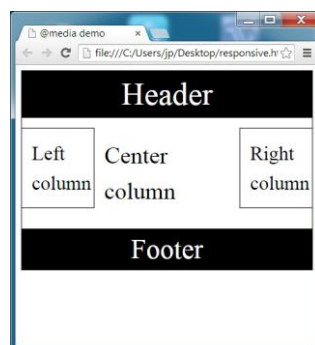 @media demo
file:///C:/Users/jp/Desktop/responsive.h
Header
Left
column
Center
column
Right
column
Footer